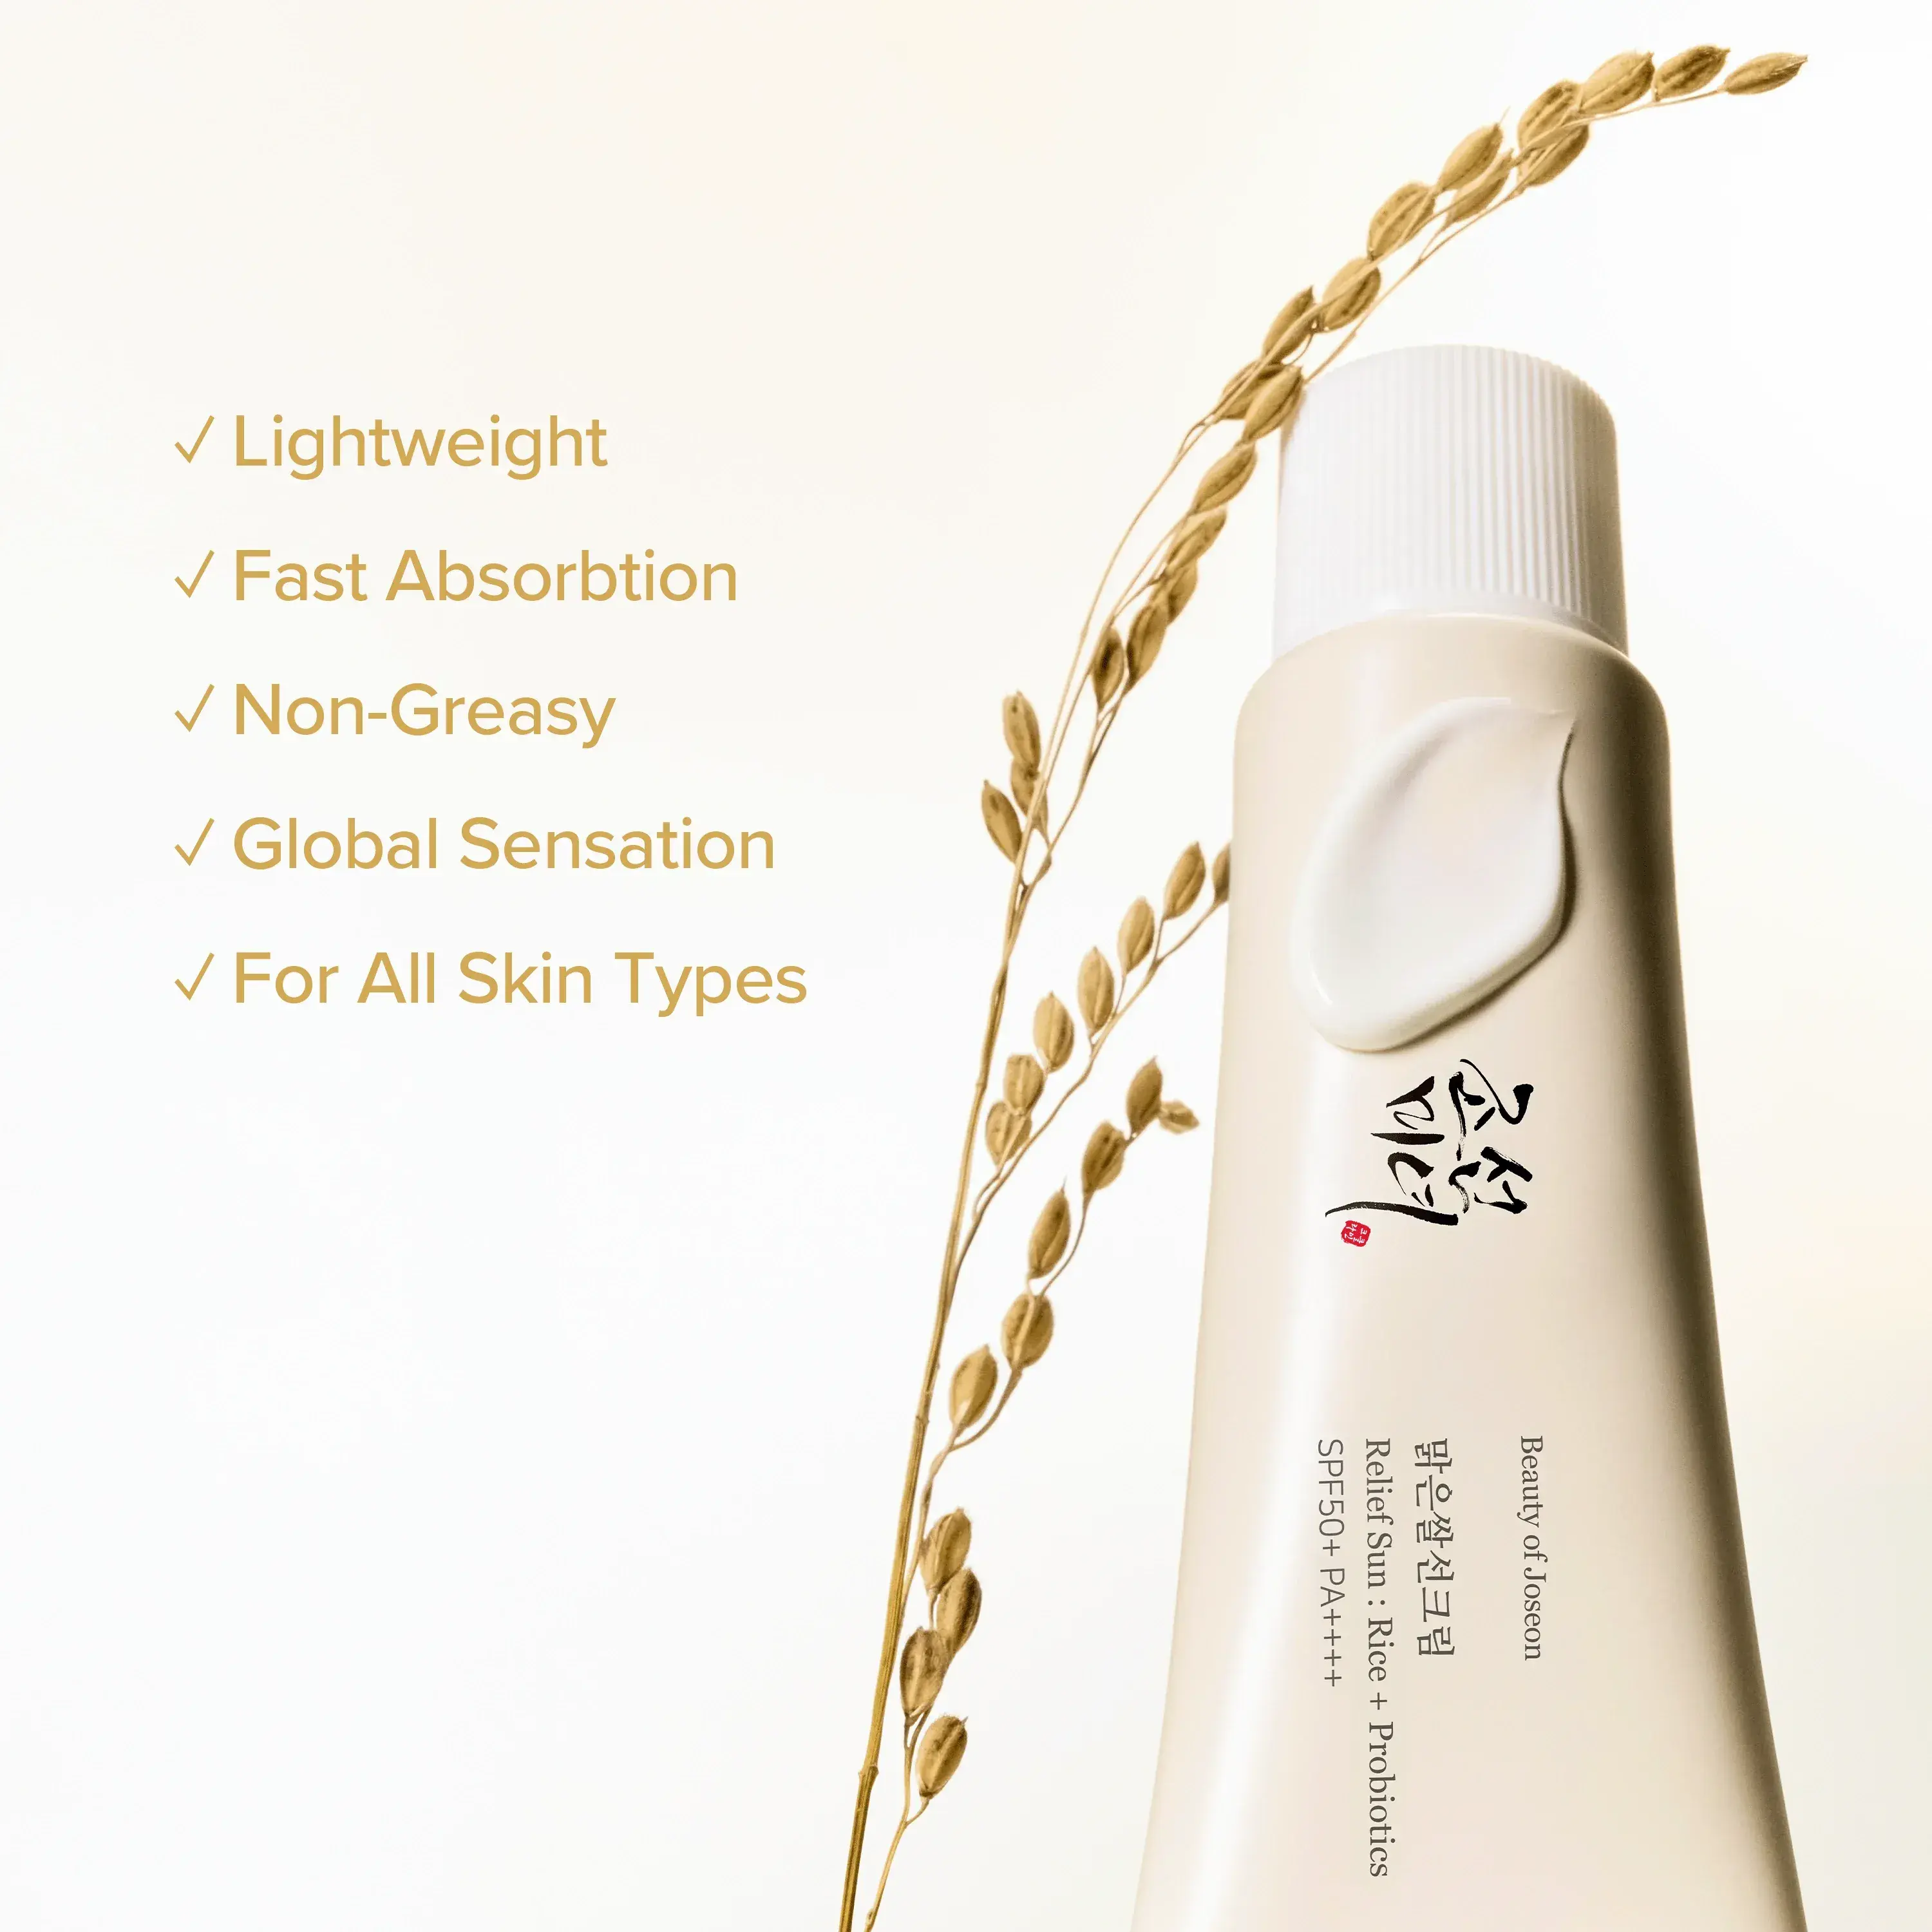 ✓ Lightweight
✓ Fast Absorbtion
✓ Non-Greasy
✓ Global Sensation
✓ For All Skin Types
조선
미녀
Beauty of Joseon
맑은쌀선크림
Relief Sun : Rice + Probiotics
SPF50+ PA++++